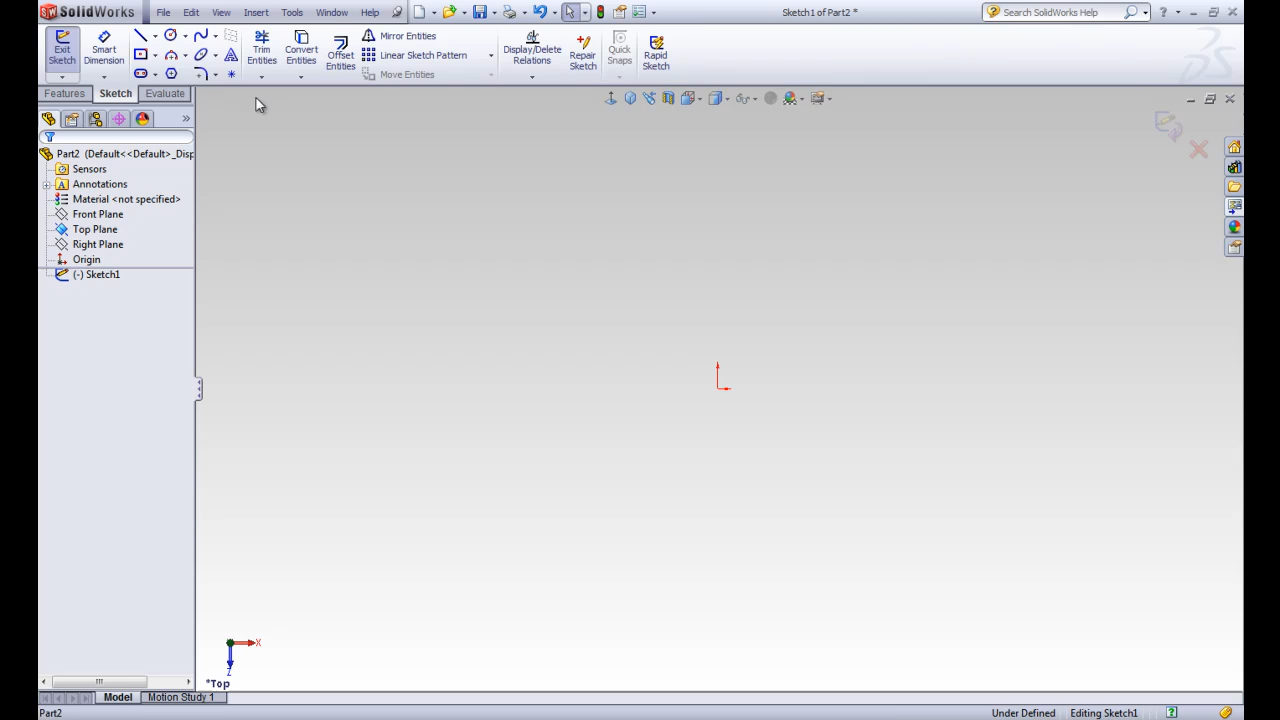 SolidWorks File Edit View Insert Tools Window Help Sketch1 of Part2 * Search SolidWorks Help
Exit Sketch
Smart Dimension
Trim Entities
Convert Entities
Offset Entities
Mirror Entities
Linear Sketch Pattern
Move Entities
Display/Delete Relations
Repair Sketch
Quick Snaps
Rapid Sketch
Features Sketch Evaluate
Part2 (Default<<Default>_Disp
Sensors
Annotations
Material <not specified>
Front Plane
Top Plane
Right Plane
Origin
(-) Sketch1
X
Z
*Top
Model Motion Study 1
Part2 Under Defined Editing Sketch1